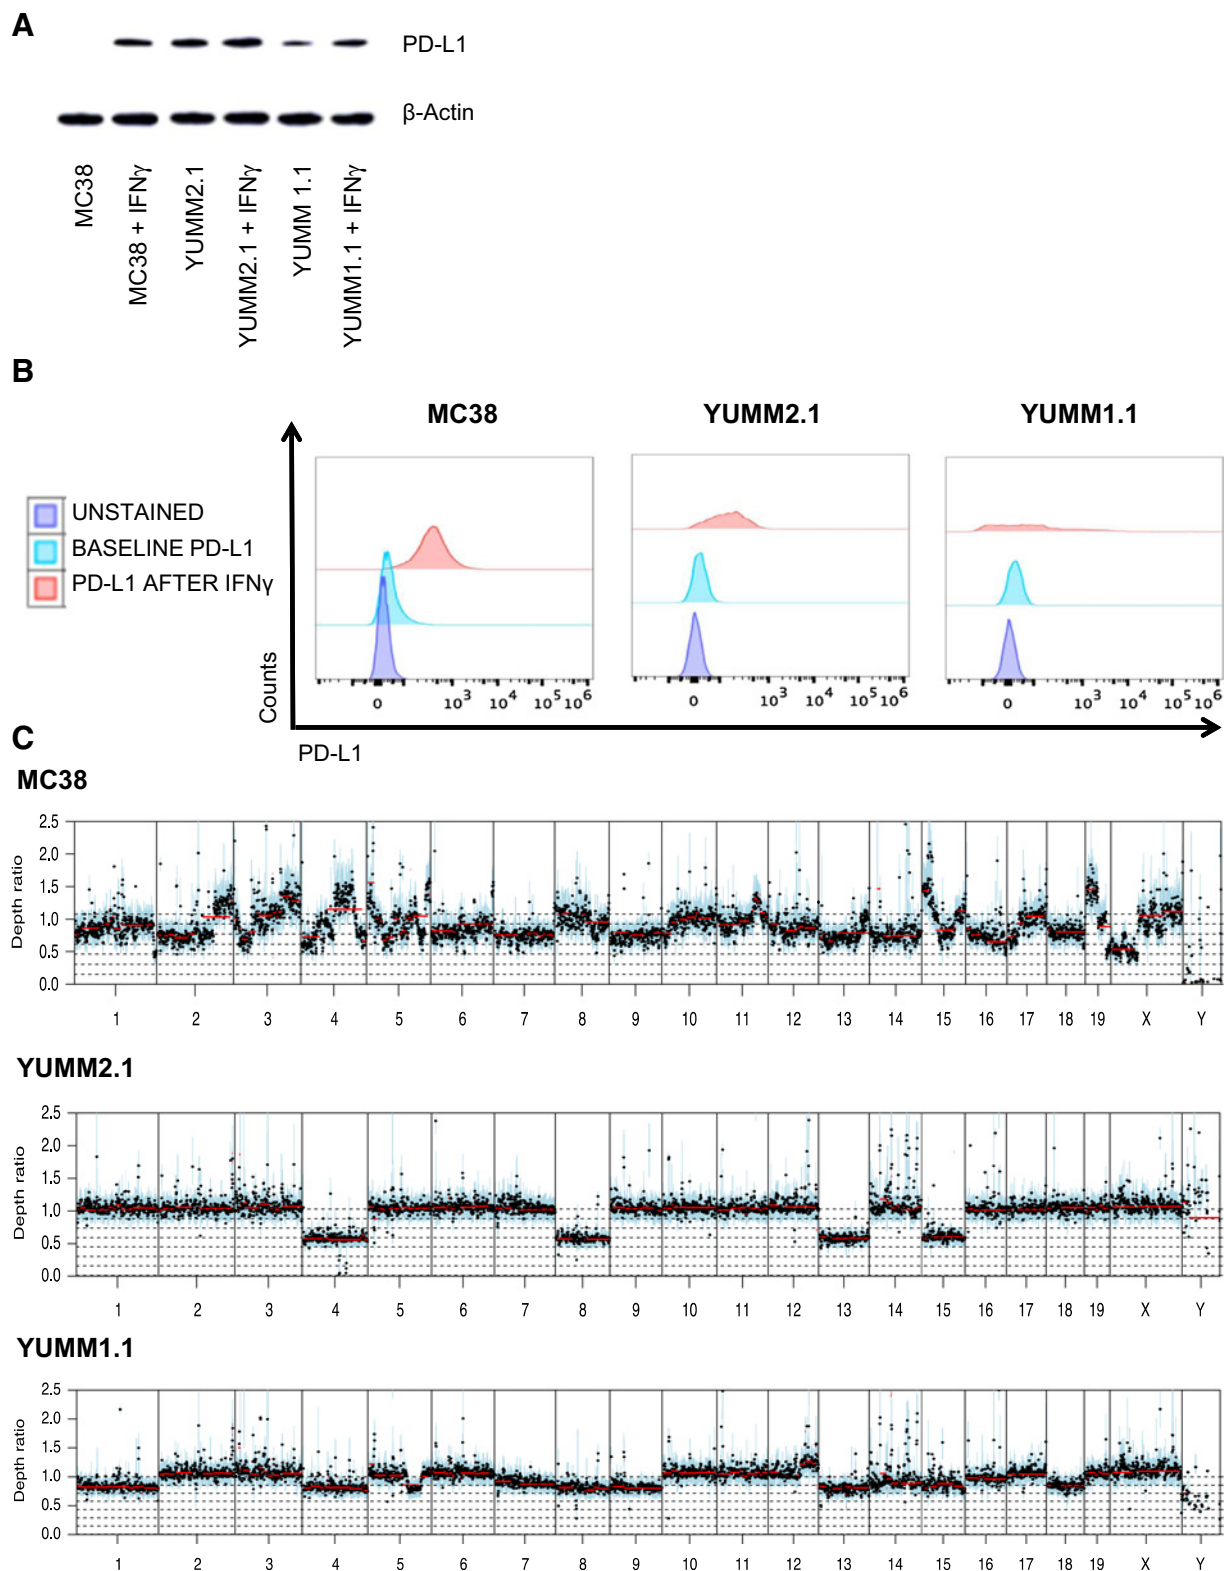 A
PD-L1
β-Actin
MC38
MC38 + IFNγ
YUMM2.1
YUMM2.1 + IFNγ
YUMM 1.1
YUMM1.1 + IFNγ
B
MC38 YUMM2.1 YUMM1.1
UNSTAINED
BASELINE PD-L1
PD-L1 AFTER IFNγ
Counts
0 10³ 10⁴ 10⁵ 10⁶ 0 10³ 10⁴ 10⁵ 10⁶ 0 10³ 10⁴ 10⁵ 10⁶
PD-L1
C
MC38
Depth ratio
2.5
2.0
1.5
1.0
0.5
0.0
1 2 3 4 5 6 7 8 9 10 11 12 13 14 15 16 17 18 19 X Y
YUMM2.1
Depth ratio
2.5
2.0
1.5
1.0
0.5
0.0
1 2 3 4 5 6 7 8 9 10 11 12 13 14 15 16 17 18 19 X Y
YUMM1.1
Depth ratio
2.5
2.0
1.5
1.0
0.5
0.0
1 2 3 4 5 6 7 8 9 10 11 12 13 14 15 16 17 18 19 X Y